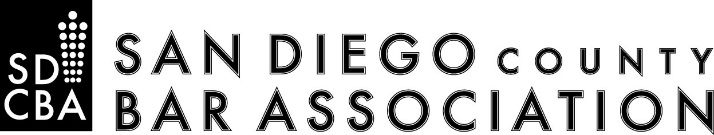 SD
CBA
SAN DIEGO COUNTY
BAR ASSOCIATION